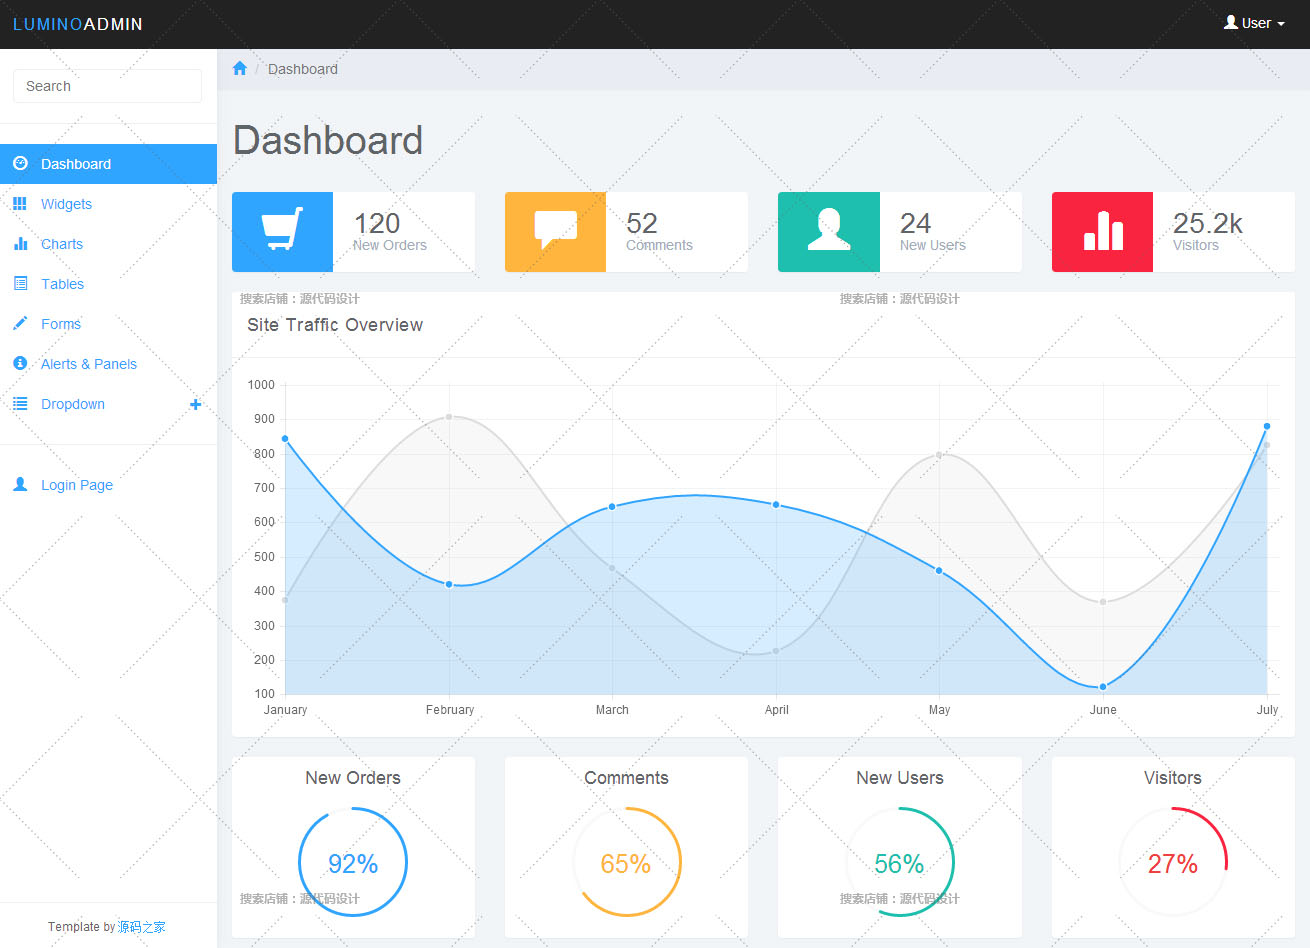 LUMINOADMIN
User
Search
Dashboard
Widgets
Charts
Tables
Forms
Alerts & Panels
Dropdown
Login Page
Template by 源码之家
/ Dashboard
Dashboard
120
New Orders
52
Comments
24
New Users
25.2k
Visitors
搜索店铺：源代码设计
搜索店铺：源代码设计
Site Traffic Overview
1000
900
800
700
600
500
400
300
200
100
January February March April May June July
New Orders
92%
Comments
65%
New Users
56%
Visitors
27%
搜索店铺：源代码设计
搜索店铺：源代码设计